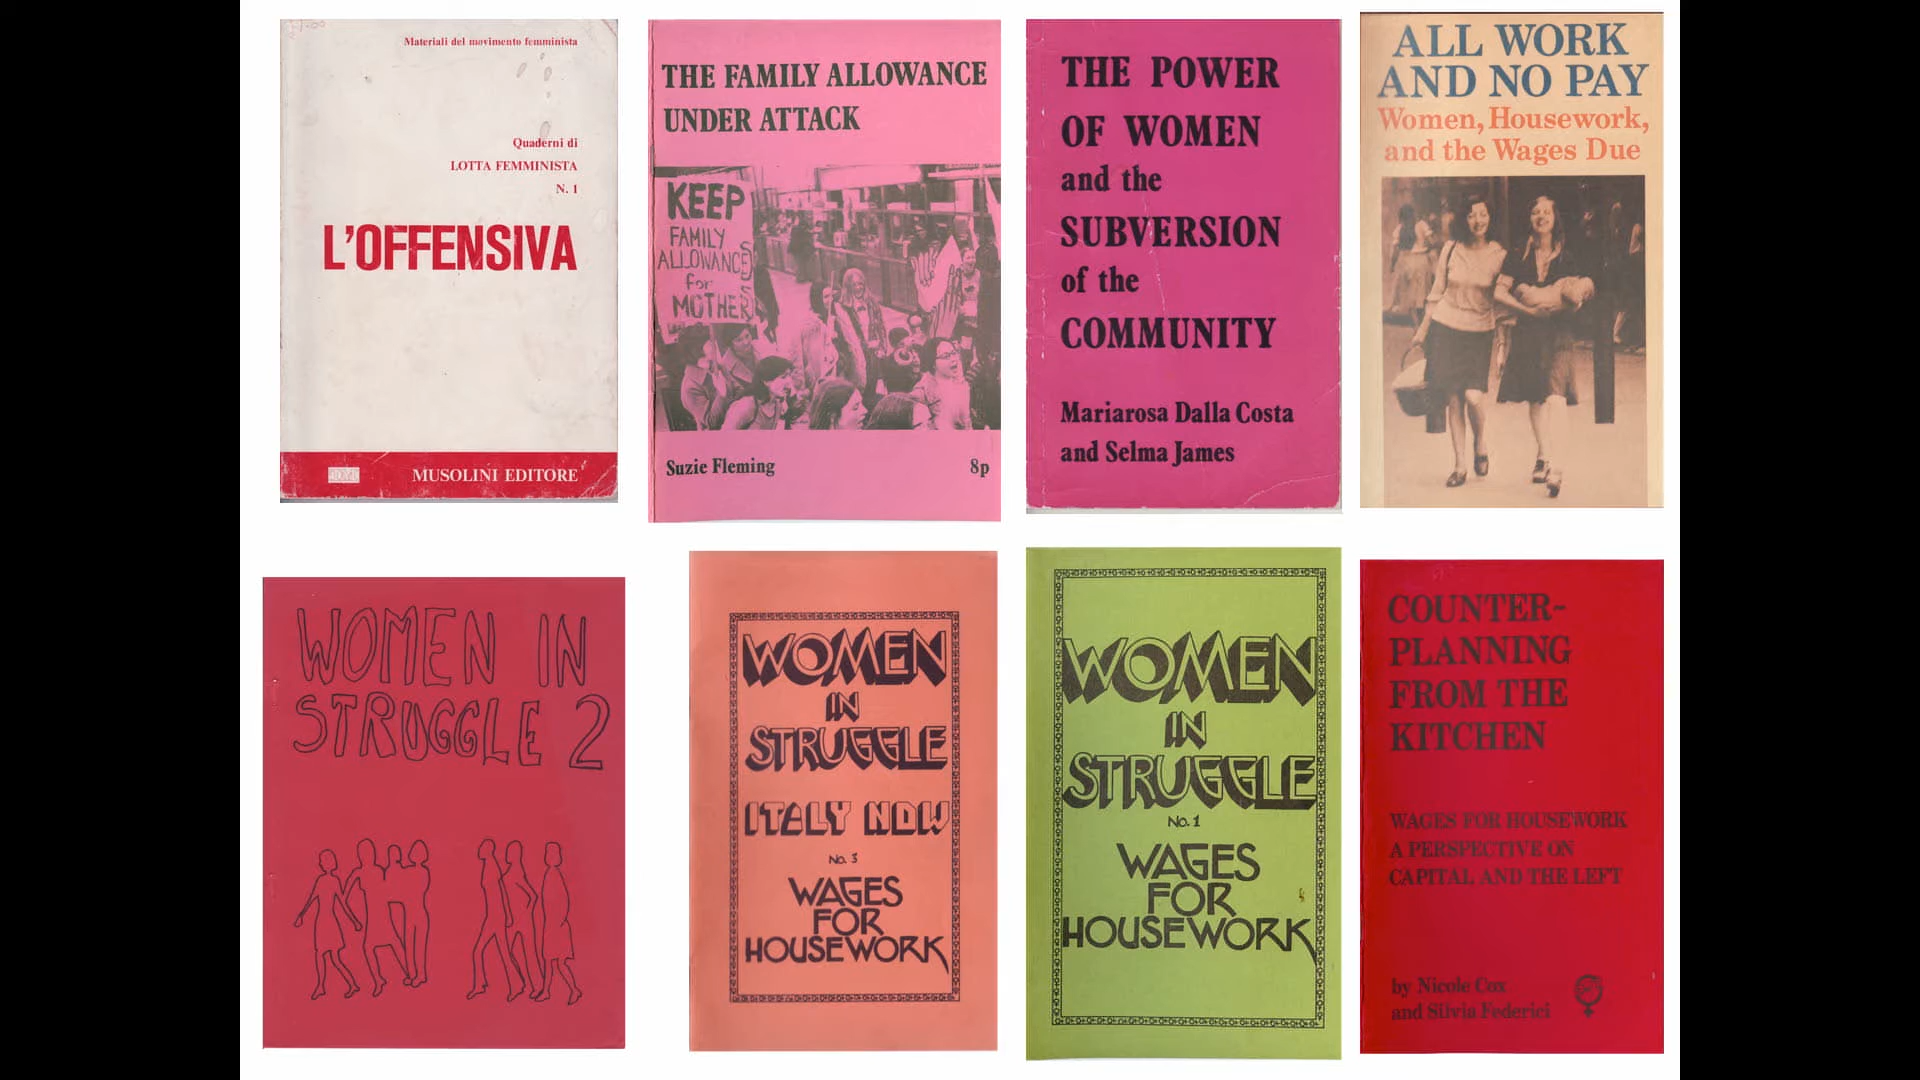 Materiali del movimento femminista
Quaderni di
LOTTA FEMMINISTA
N. 1
L'OFFENSIVA
MUSOLINI EDITORE
THE FAMILY ALLOWANCE
UNDER ATTACK
KEEP
FAMILY
ALLOWANCES
for
MOTHERS
Suzie Fleming
8p
THE POWER
OF WOMEN
and the
SUBVERSION
of the
COMMUNITY
Mariarosa Dalla Costa
and Selma James
ALL WORK
AND NO PAY
Women, Housework,
and the Wages Due
WOMEN IN
STRUGGLE 2
WOMEN
IN
STRUGGLE
ITALY NOW
No. 3
WAGES
FOR
HOUSEWORK
WOMEN
IN
STRUGGLE
No. 1
WAGES
FOR
HOUSEWORK
COUNTER-
PLANNING
FROM THE
KITCHEN
WAGES FOR HOUSEWORK
A PERSPECTIVE ON
CAPITAL AND THE LEFT
by Nicole Cox
and Silvia Federici